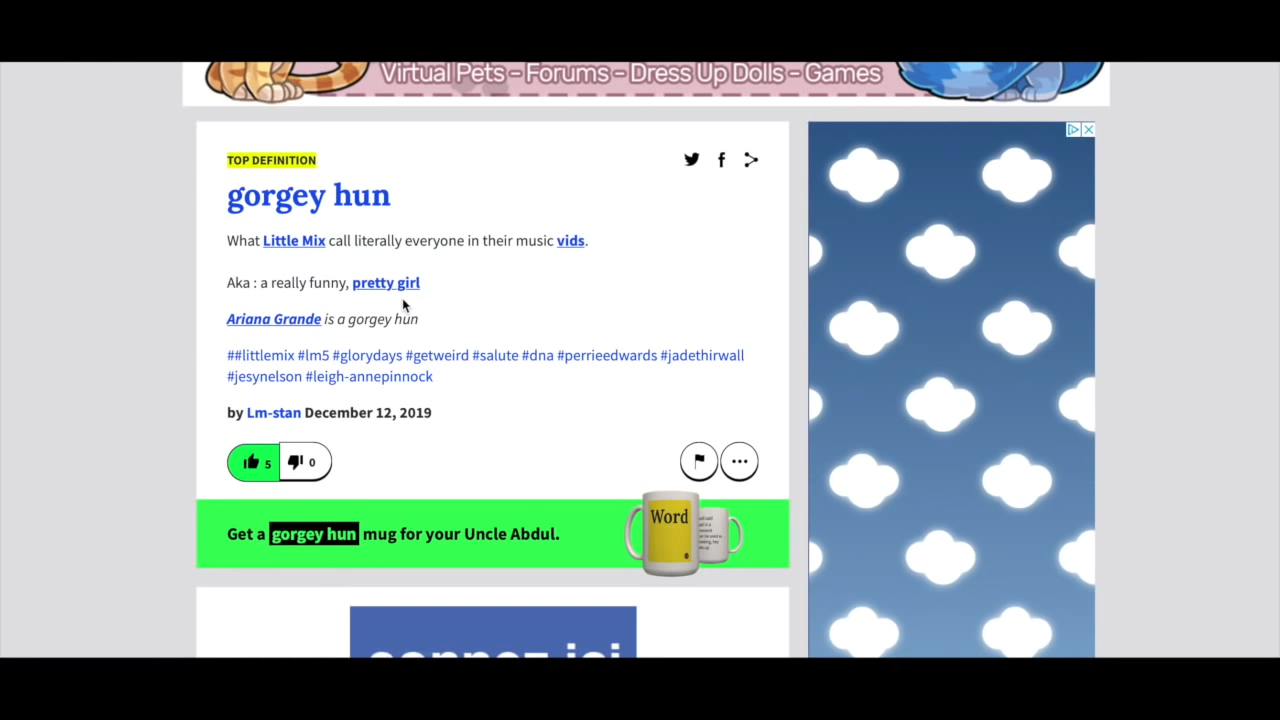 Virtual Pets - Forums - Dress Up Dolls - Games
TOP DEFINITION
gorgey hun
What Little Mix call literally everyone in their music vids.
Aka : a really funny, pretty girl
Ariana Grande is a gorgey hun
##littlemix #lm5 #glorydays #getweird #salute #dna #perrieedwards #jadethirwall
#jesynelson #leigh-annepinnock
by Lm-stan December 12, 2019
5 0
Get a gorgey hun mug for your Uncle Abdul.
Word